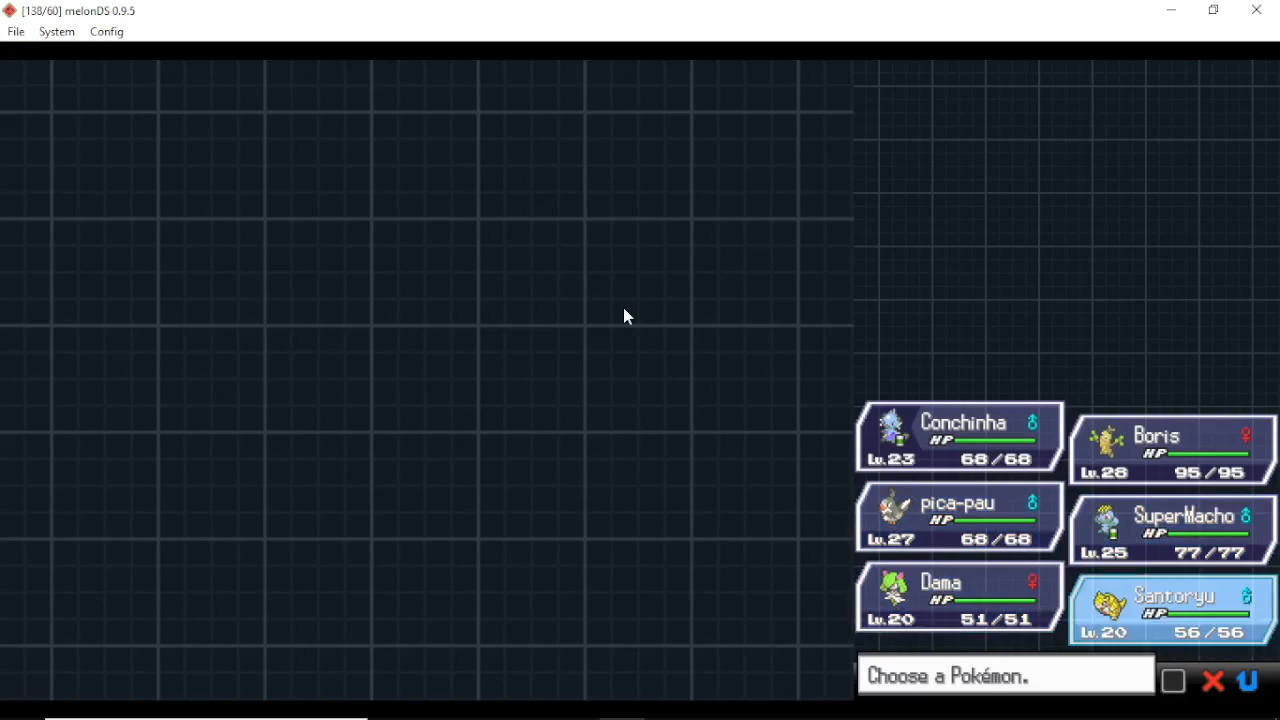 [138/60] melonDS 0.9.5
File System Config
Conchinha ♂
HP
Lv.23 68/68
Boris ♀
HP
Lv.28 95/95
pica-pau ♂
HP
Lv.27 68/68
SuperMacho ♂
HP
Lv.25 77/77
Dama ♀
HP
Lv.20 51/51
Santoryu ♂
HP
Lv.20 56/56
Choose a Pokémon.